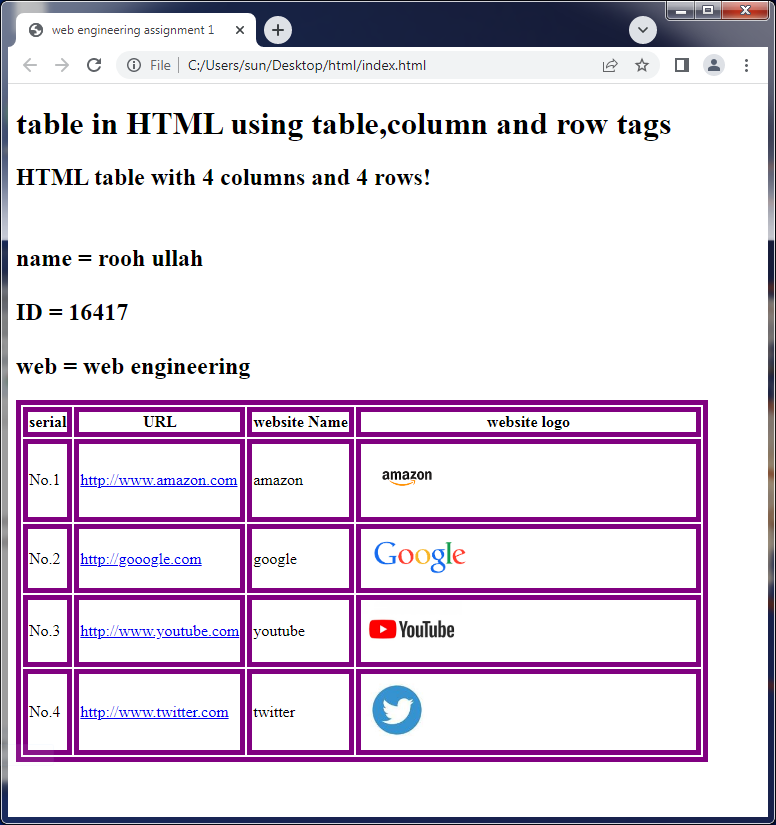 web engineering assignment 1
File C:/Users/sun/Desktop/html/index.html
table in HTML using table,column and row tags
HTML table with 4 columns and 4 rows!
name = rooh ullah
ID = 16417
web = web engineering
serial URL website Name website logo
No.1 http://www.amazon.com amazon amazon
No.2 http://gooogle.com google Google
No.3 http://www.youtube.com youtube YouTube
No.4 http://www.twitter.com twitter